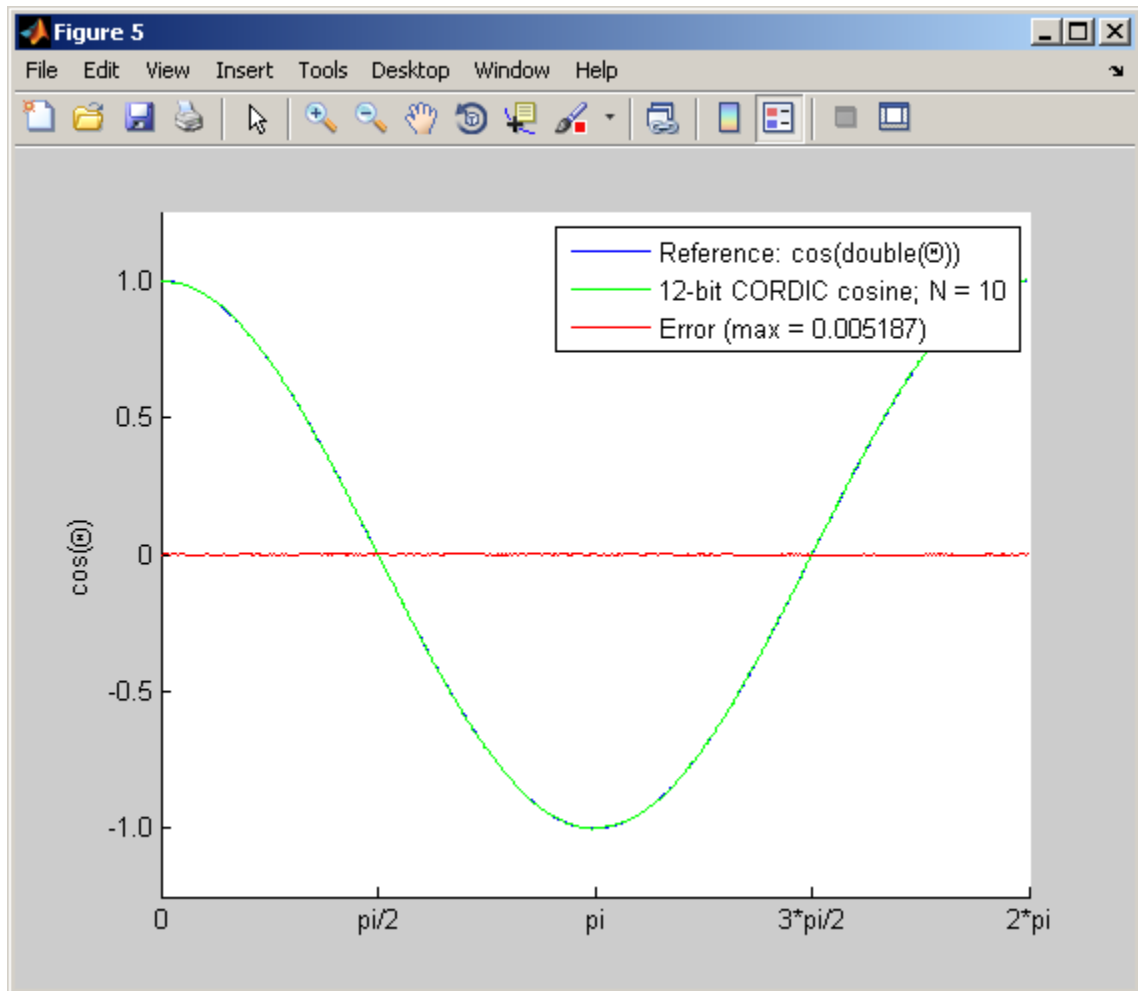 Figure 5
File Edit View Insert Tools Desktop Window Help
Reference: cos(double(Θ))
12-bit CORDIC cosine; N = 10
Error (max = 0.005187)
1.0
0.5
0
-0.5
-1.0
cos(Θ)
0 pi/2 pi 3*pi/2 2*pi